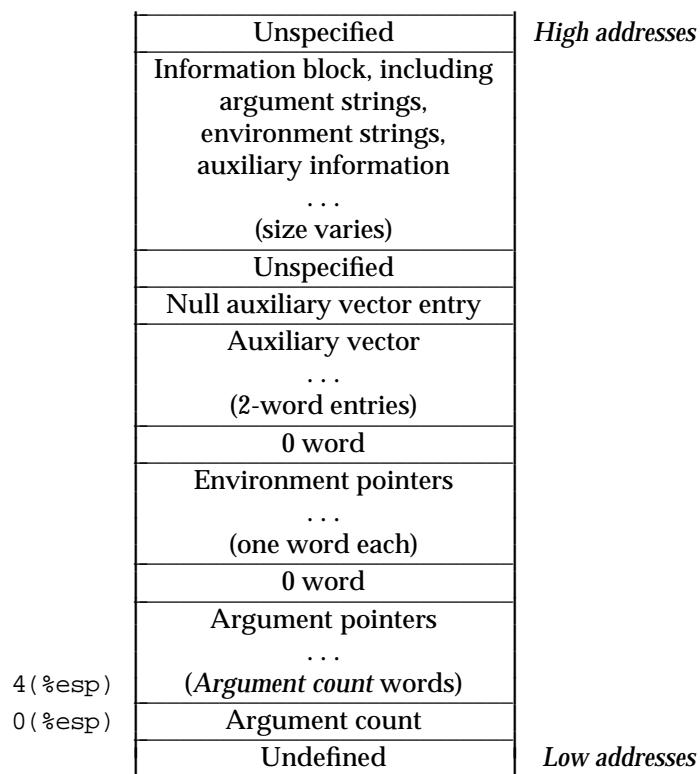 Unspecified High addresses
Information block, including
argument strings,
environment strings,
auxiliary information
. . .
(size varies)
Unspecified
Null auxiliary vector entry
Auxiliary vector
. . .
(2-word entries)
0 word
Environment pointers
. . .
(one word each)
0 word
Argument pointers
. . .
4(%esp) (Argument count words)
0(%esp) Argument count
Undefined Low addresses